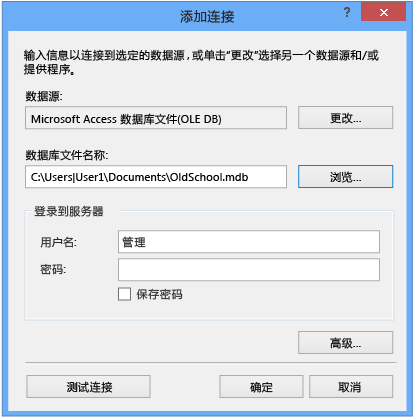 添加连接
?
×
输入信息以连接到选定的数据源,或单击“更改”选择另一个数据源和/或
提供程序。
数据源:
Microsoft Access 数据库文件(OLE DB)
更改...
数据库文件名称:
C:\Users|User1\Documents\OldSchool.mdb
浏览...
登录到服务器
用户名:
管理
密码:
保存密码
高级...
测试连接
确定
取消